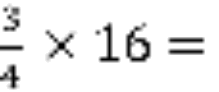 3/4 × 16 =